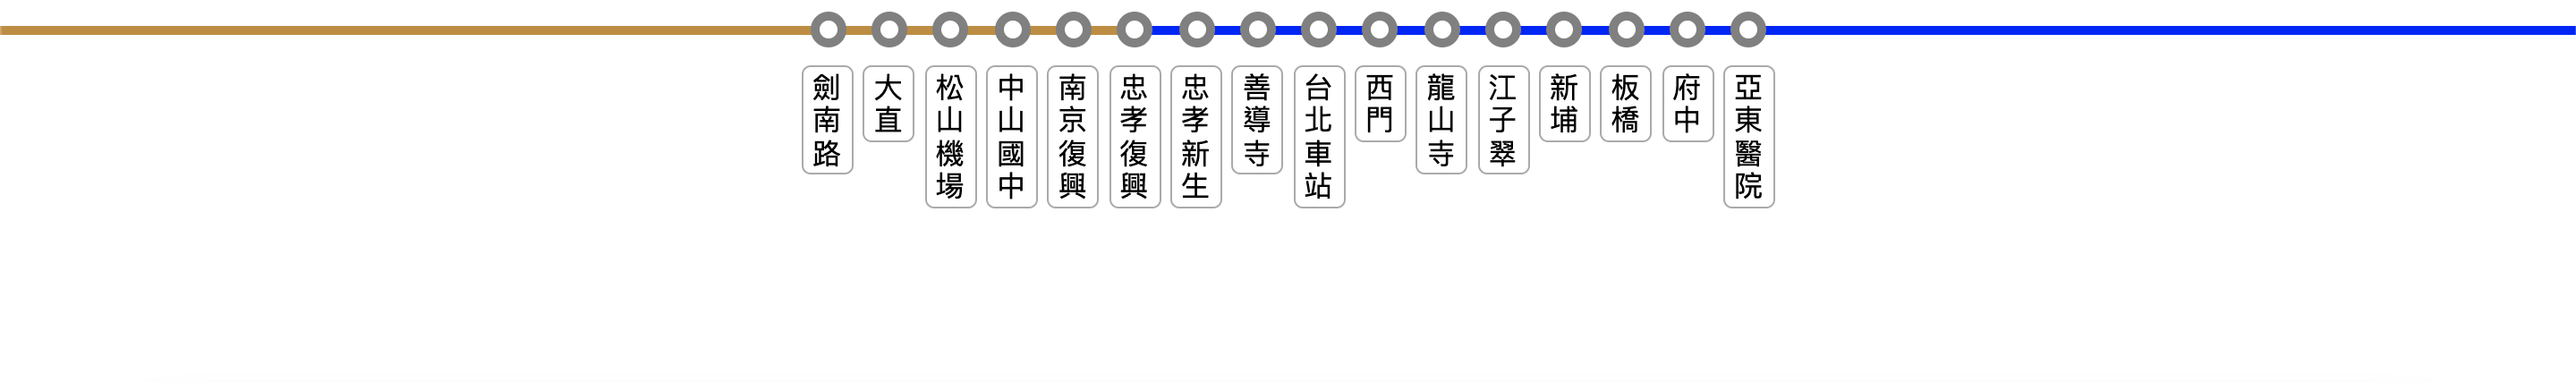 劍南路
大直
松山機場
中山國中
南京復興
忠孝復興
忠孝新生
善導寺
台北車站
西門
龍山寺
江子翠
新埔
板橋
府中
亞東醫院